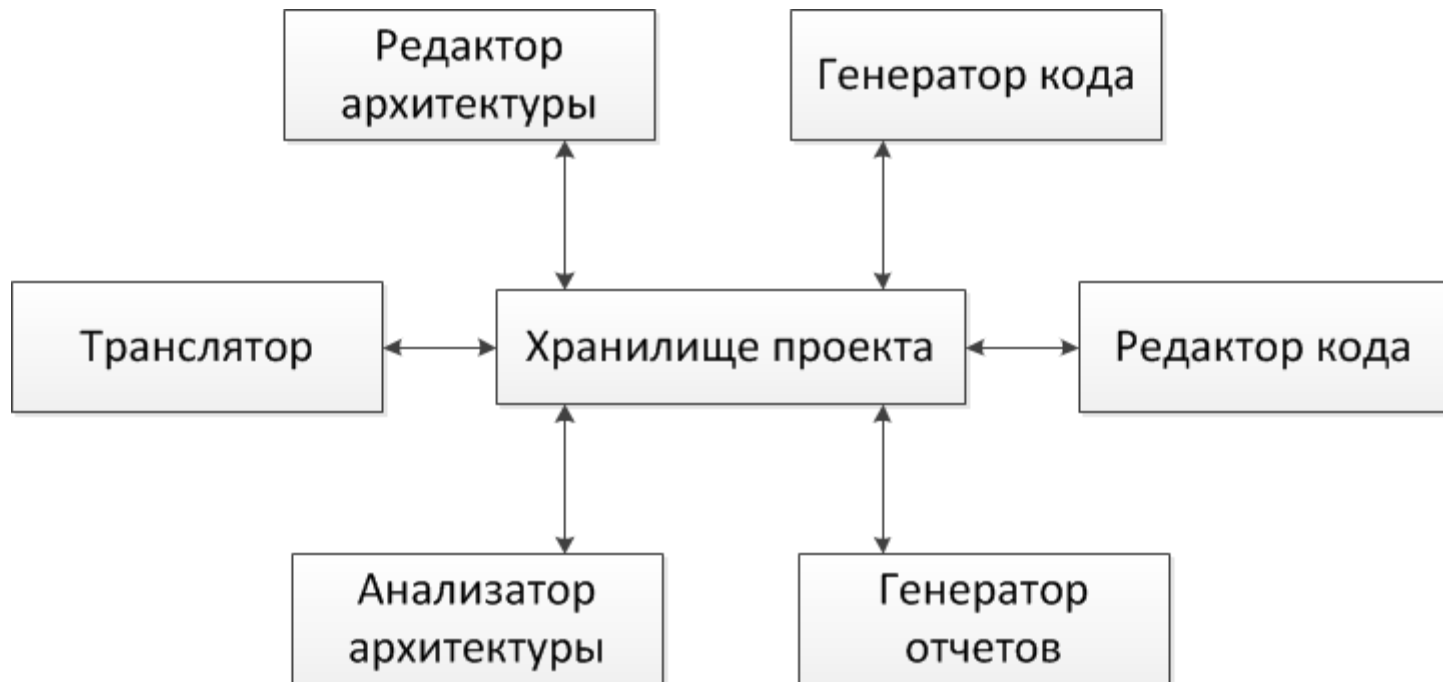 Редактор
архитектуры
Генератор кода
Транслятор
Хранилище проекта
Редактор кода
Анализатор
архитектуры
Генератор
отчетов